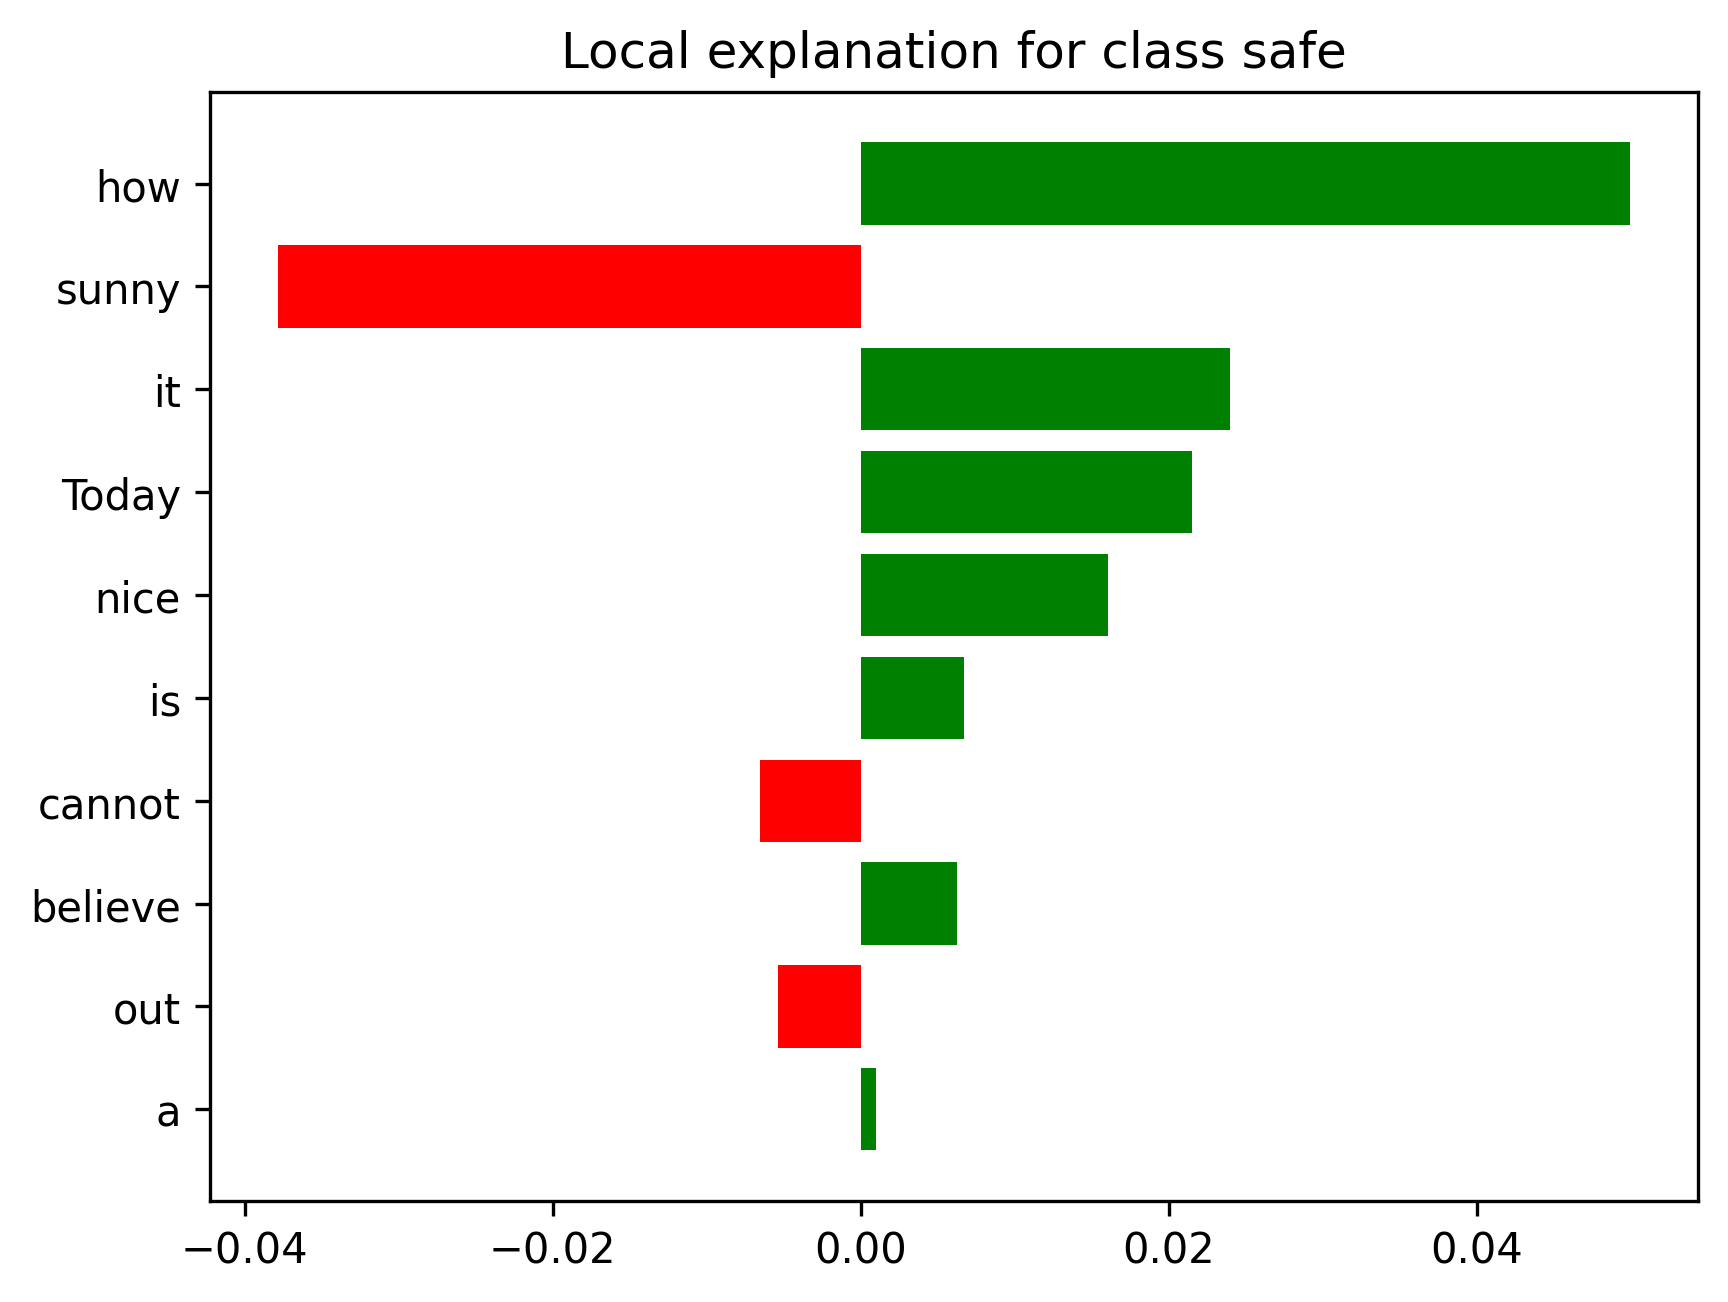 Local explanation for class safe
how
sunny
it
Today
nice
is
cannot
believe
out
a
−0.04 −0.02 0.00 0.02 0.04